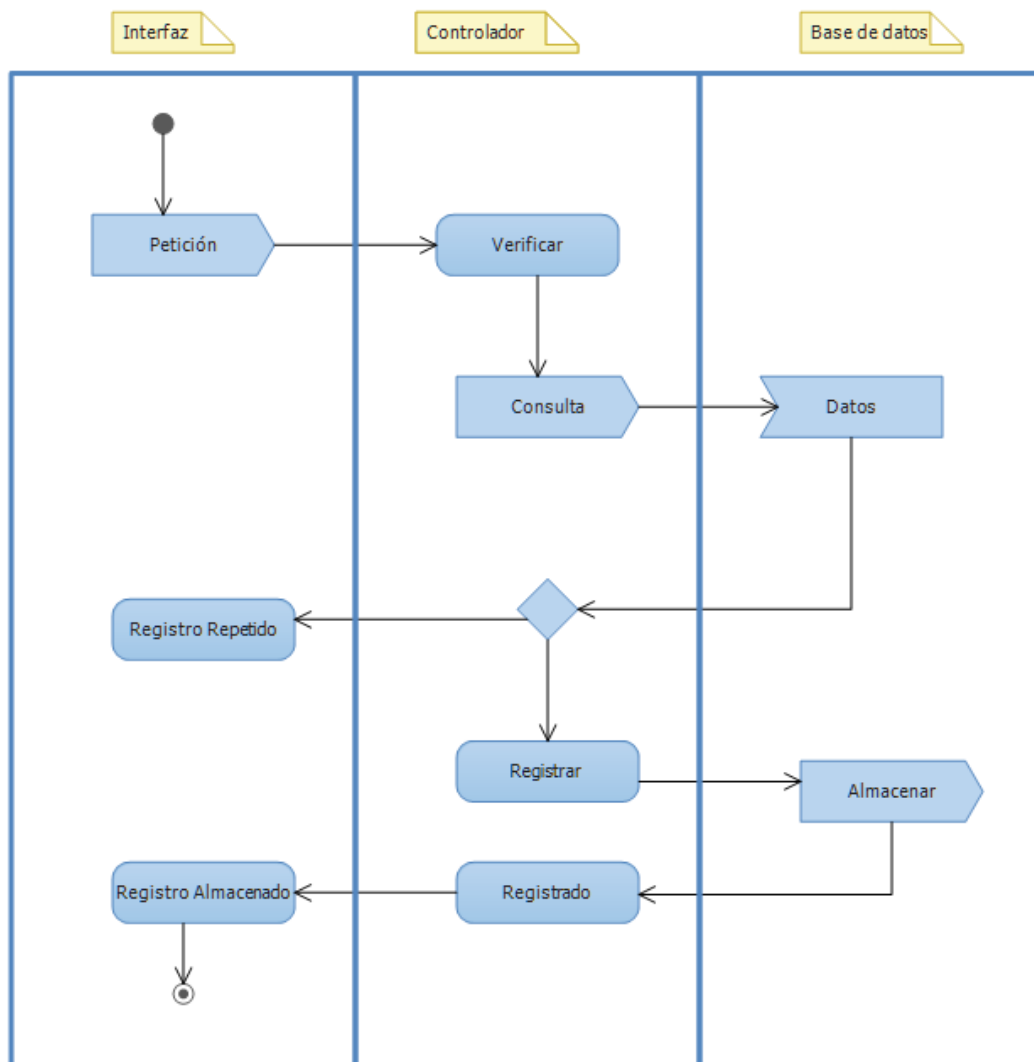 Interfaz
Controlador
Base de datos
Petición
Verificar
Consulta
Datos
Registro Repetido
Registrar
Almacenar
Registro Almacenado
Registrado